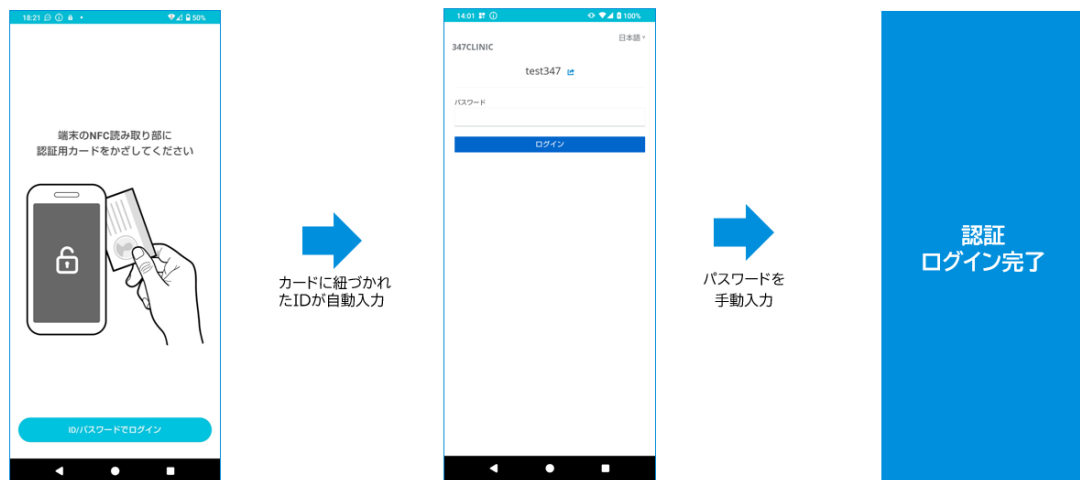 18:21
50%
端末のNFC読み取り部に
認証用カードをかざしてください
ID/パスワードでログイン
カードに紐づかれ
たIDが自動入力
14:01
100%
日本語
347CLINIC
test347
パスワード
ログイン
パスワードを
手動入力
認証
ログイン完了